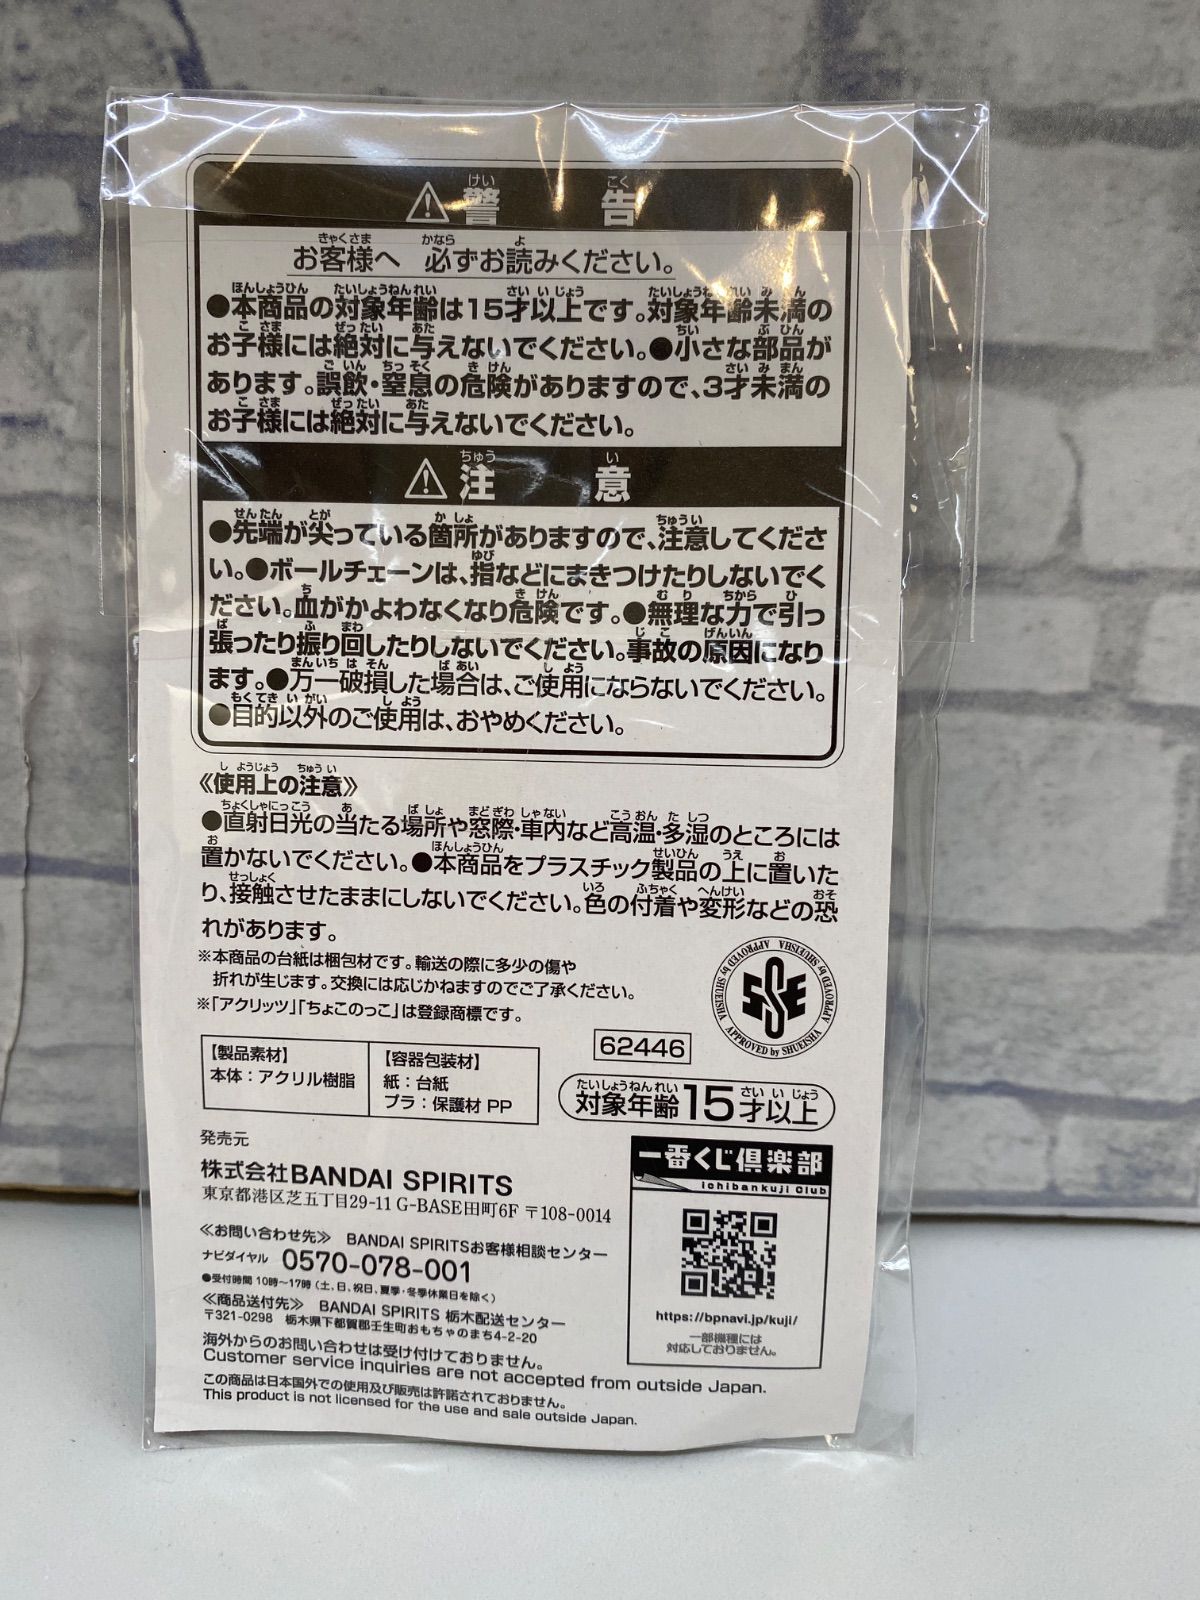 ⚠警告
お客様へ 必ずお読みください。
●本商品の対象年齢は15才以上です。対象年齢未満の
お子様には絶対に与えないでください。●小さな部品が
あります。誤飲・窒息の危険がありますので、3才未満の
お子様には絶対に与えないでください。
⚠注意
●先端が尖っている箇所がありますので、注意してくださ
い。●ボールチェーンは、指などにまきつけたりしないでく
ださい。血がかよわなくなり危険です。●無理な力で引っ
張ったり振り回したりしないでください。事故の原因になり
ます。●万一破損した場合は、ご使用にならないでください。
●目的以外のご使用は、おやめください。
《使用上の注意》
●直射日光の当たる場所や窓際・車内など高温・多湿のところには
置かないでください。●本商品をプラスチック製品の上に置いた
り、接触させたままにしないでください。色の付着や変形などの恐
れがあります。
※本商品の台紙は梱包材です。輸送の際に多少の傷や
折れが生じます。交換には応じかねますのでご了承ください。
※「アクリッツ」「ちょこのっこ」は登録商標です。
SSE
APPROVED by SHUEISHA APPROVED by SHUEISHA APPROVED by SHUEISHA
62446
【製品素材】
本体：アクリル樹脂
【容器包装材】
紙：台紙
プラ：保護材 PP
対象年齢15才以上
発売元
株式会社BANDAI SPIRITS
東京都港区芝五丁目29-11 G-BASE田町6F 〒108-0014
≪お問い合わせ先≫ BANDAI SPIRITSお客様相談センター
ナビダイヤル 0570-078-001
●受付時間 10時～17時（土、日、祝日、夏季・冬季休業日を除く）
≪商品送付先≫ BANDAI SPIRITS 栃木配送センター
〒321-0298 栃木県下都賀郡壬生町おもちゃのまち4-2-20
海外からのお問い合わせは受け付けておりません。
Customer service inquiries are not accepted from outside Japan.
この商品は日本国外での使用及び販売は許諾されておりません。
This product is not licensed for the use and sale outside Japan.
一番くじ倶楽部
Ichibankuji Club
https://bpnavi.jp/kuji/
一部機種には
対応しておりません。